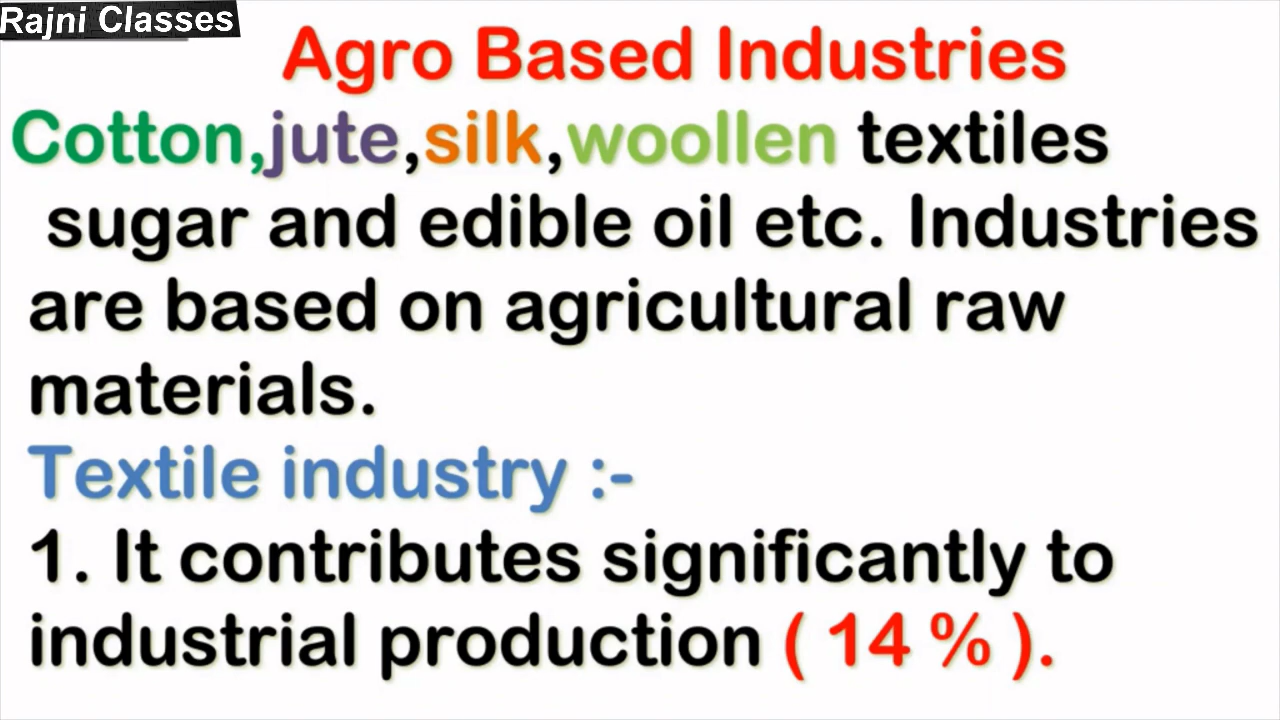 Rajni Classes
Agro Based Industries
Cotton,jute,silk,woollen textiles
sugar and edible oil etc. Industries
are based on agricultural raw
materials.
Textile industry :-
1. It contributes significantly to
industrial production ( 14 % ).